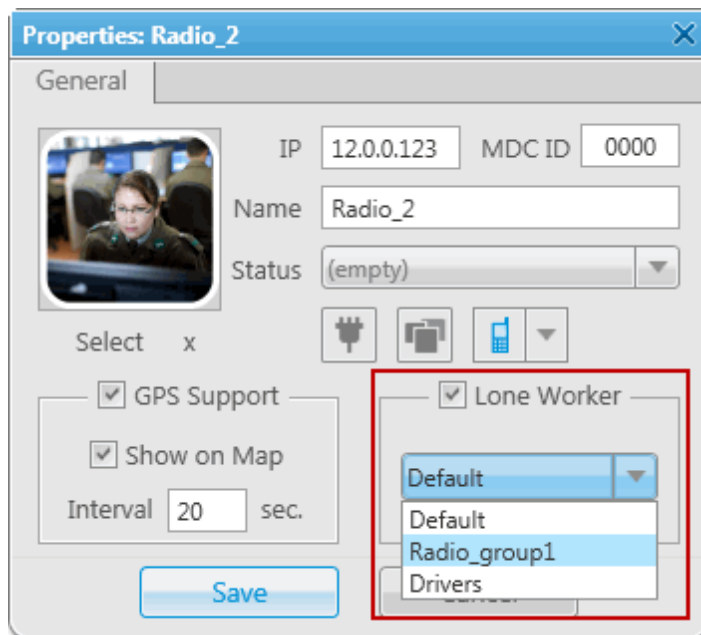 Properties: Radio_2
General
IP 12.0.0.123 MDC ID 0000
Name Radio_2
Status (empty)
Select x
GPS Support
Show on Map
Interval 20 sec.
Lone Worker
Default
Default
Radio_group1
Drivers
Save